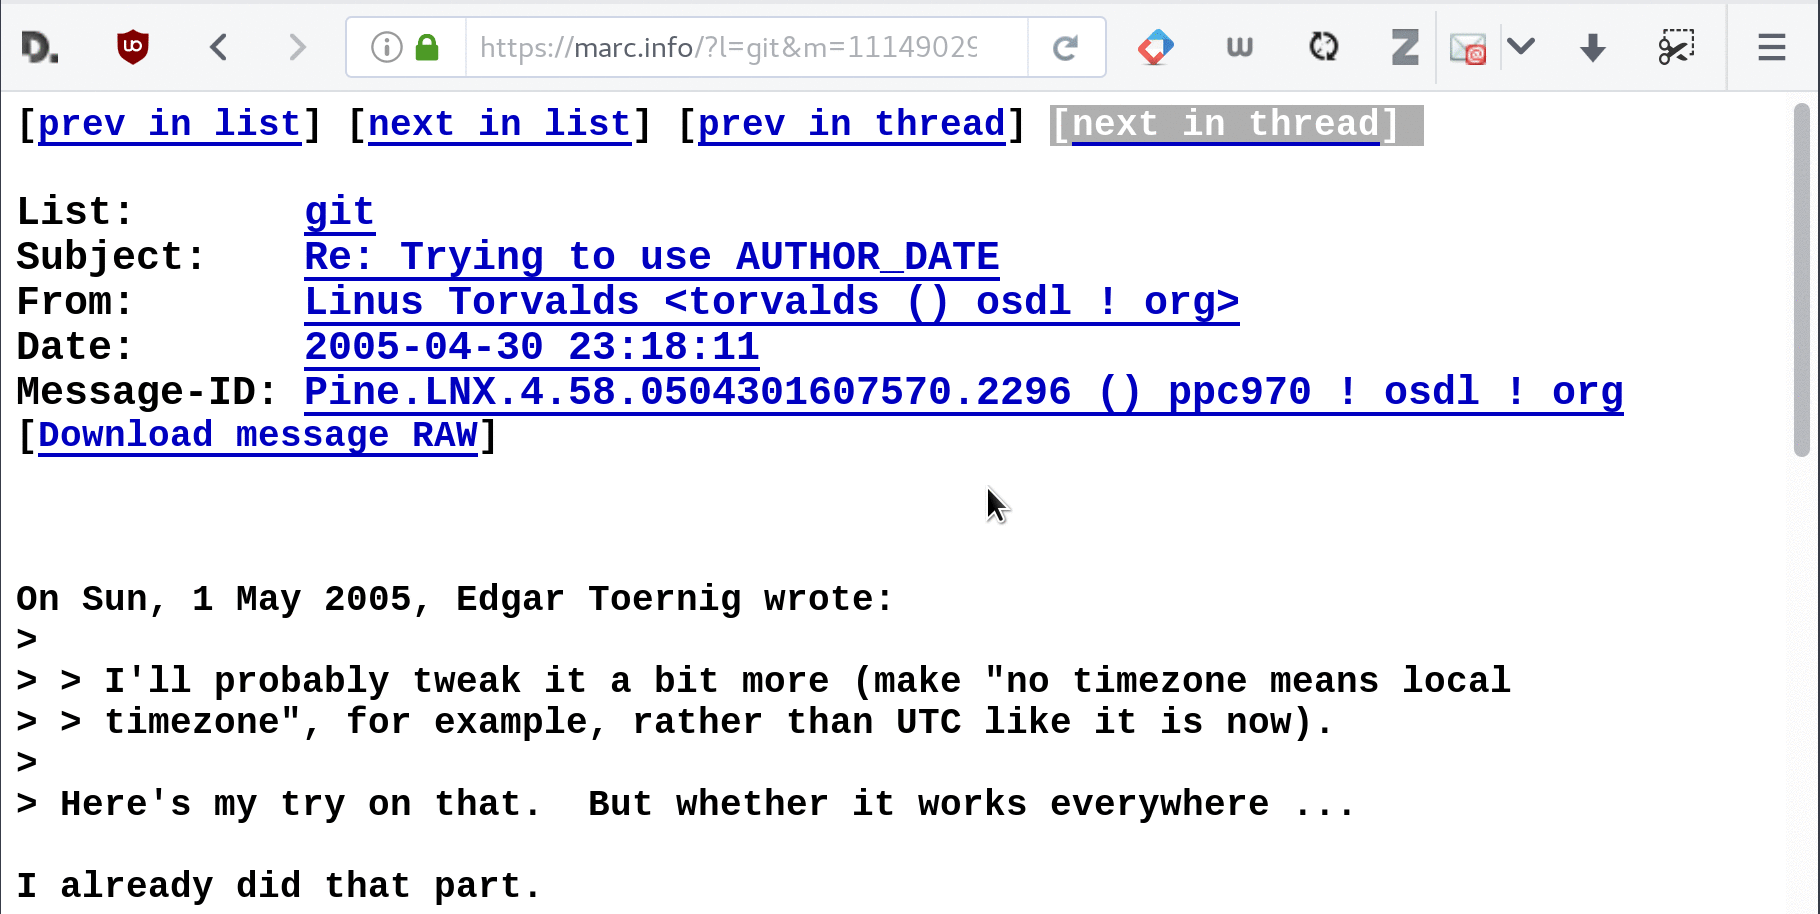 D. uo https://marc.info/?l=git&m=11149029 w Z @
[prev in list] [next in list] [prev in thread] [next in thread]
List: git
Subject: Re: Trying to use AUTHOR_DATE
From: Linus Torvalds <torvalds () osdl ! org>
Date: 2005-04-30 23:18:11
Message-ID: Pine.LNX.4.58.0504301607570.2296 () ppc970 ! osdl ! org
[Download message RAW]
On Sun, 1 May 2005, Edgar Toernig wrote:
>
> > I'll probably tweak it a bit more (make "no timezone means local
> > timezone", for example, rather than UTC like it is now).
>
> Here's my try on that.  But whether it works everywhere ...
I already did that part.